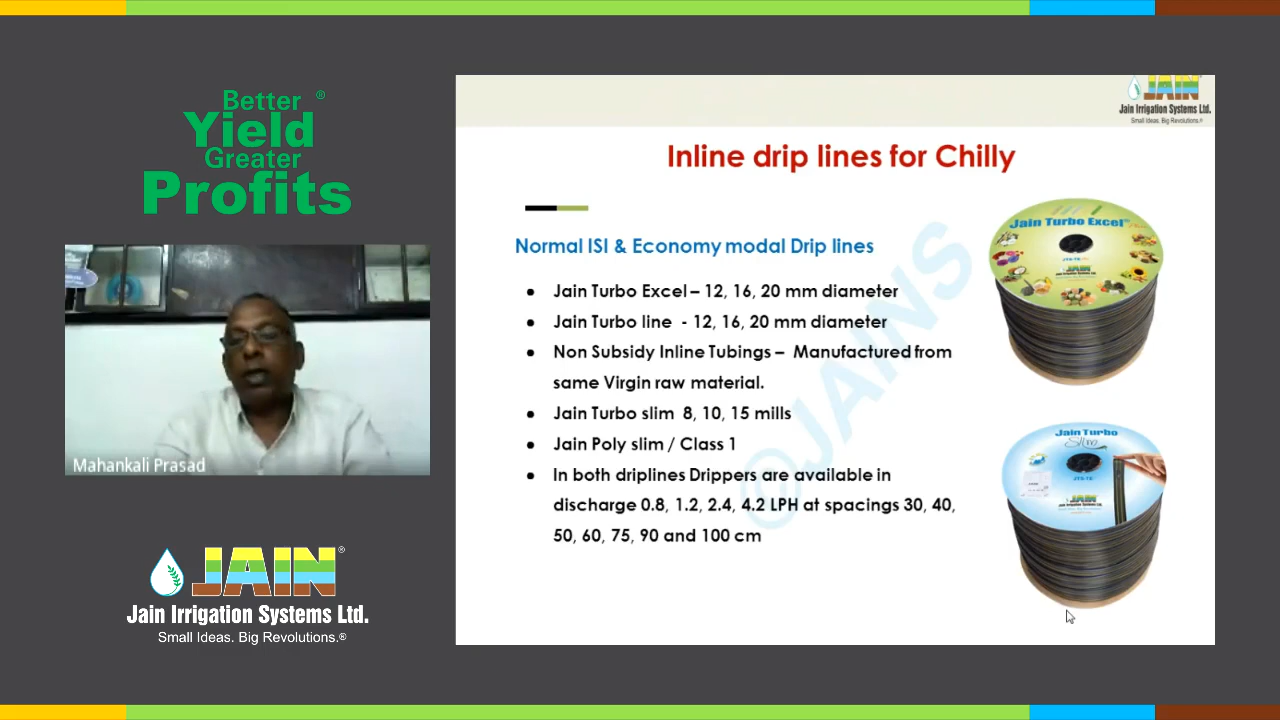 Better ®
Yield
Greater
Profits
Mahankali Prasad
JAIN®
Jain Irrigation Systems Ltd.
Small Ideas. Big Revolutions.®
JAIN
Jain Irrigation Systems Ltd.
Small Ideas. Big Revolutions.®
Inline drip lines for Chilly
Normal ISI & Economy modal Drip lines
• Jain Turbo Excel – 12, 16, 20 mm diameter
• Jain Turbo line - 12, 16, 20 mm diameter
• Non Subsidy Inline Tubings – Manufactured from
same Virgin raw material.
• Jain Turbo slim 8, 10, 15 mills
• Jain Poly slim / Class 1
• In both driplines Drippers are available in
discharge 0.8, 1.2, 2.4, 4.2 LPH at spacings 30, 40,
50, 60, 75, 90 and 100 cm
©JAINS
Jain Turbo Excel®
JAIN
Jain Turbo
Slim
JAIN